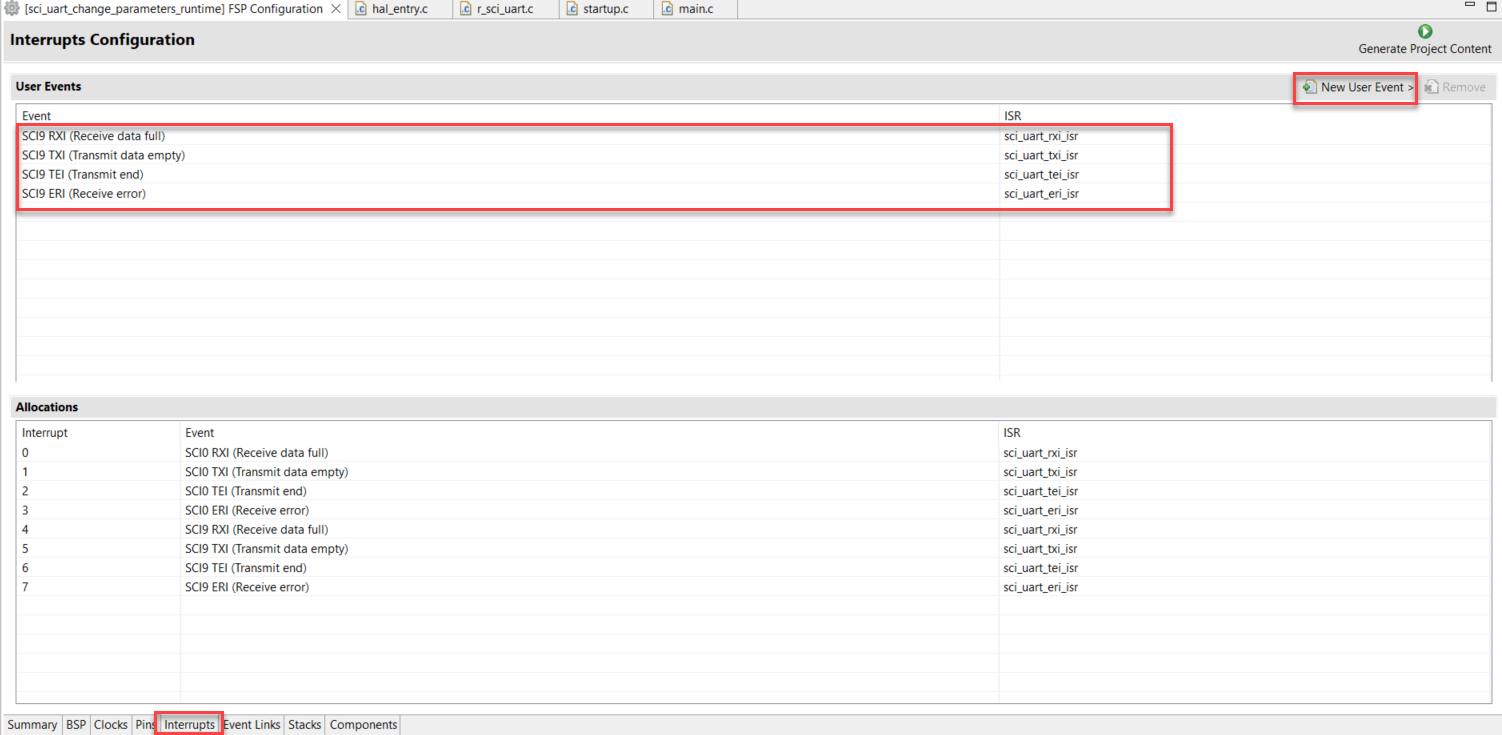 [sci_uart_change_parameters_runtime] FSP Configuration hal_entry.c r_sci_uart.c startup.c main.c
Interrupts Configuration
Generate Project Content
User Events New User Event > Remove
Event ISR
SCI9 RXI (Receive data full) sci_uart_rxi_isr
SCI9 TXI (Transmit data empty) sci_uart_txi_isr
SCI9 TEI (Transmit end) sci_uart_tei_isr
SCI9 ERI (Receive error) sci_uart_eri_isr
Allocations
Interrupt Event ISR
0 SCI0 RXI (Receive data full) sci_uart_rxi_isr
1 SCI0 TXI (Transmit data empty) sci_uart_txi_isr
2 SCI0 TEI (Transmit end) sci_uart_tei_isr
3 SCI0 ERI (Receive error) sci_uart_eri_isr
4 SCI9 RXI (Receive data full) sci_uart_rxi_isr
5 SCI9 TXI (Transmit data empty) sci_uart_txi_isr
6 SCI9 TEI (Transmit end) sci_uart_tei_isr
7 SCI9 ERI (Receive error) sci_uart_eri_isr
Summary BSP Clocks Pins Interrupts Event Links Stacks Components